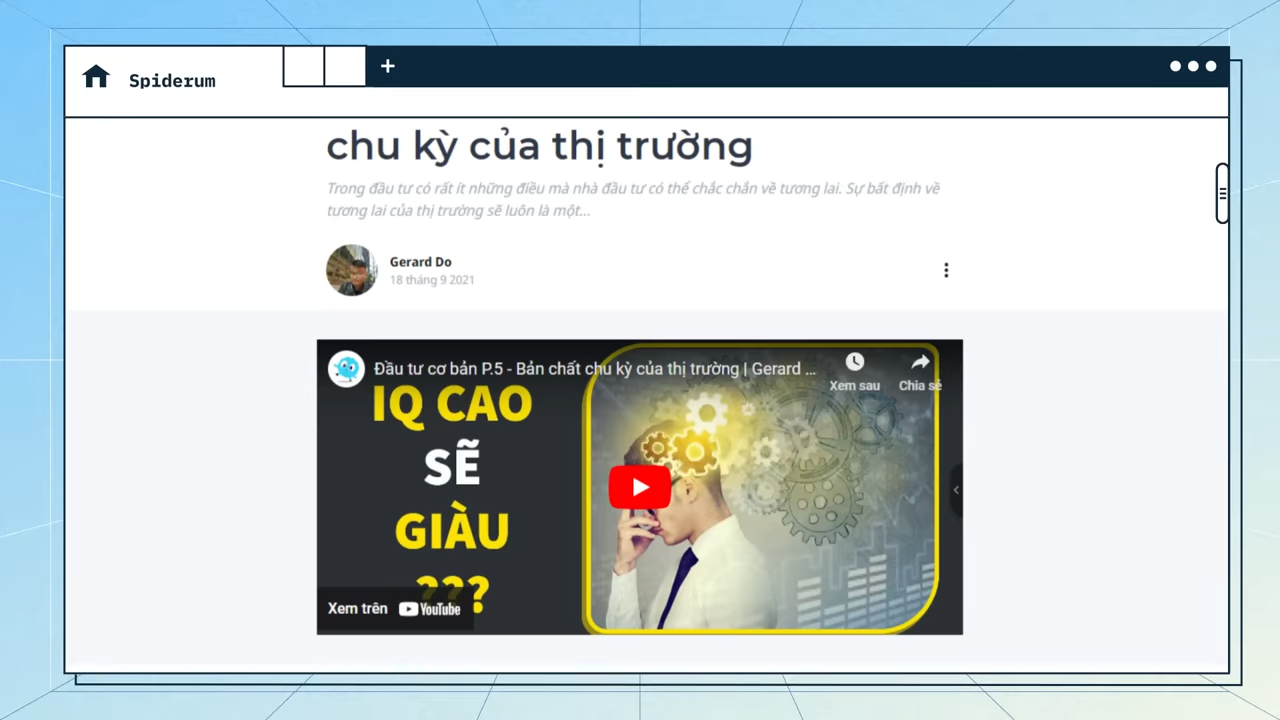 Spiderum
chu kỳ của thị trường
Trong đầu tư có rất ít những điều mà nhà đầu tư có thể chắc chắn về tương lai. Sự bất định về
tương lai của thị trường sẽ luôn là một...
Gerard Do
18 tháng 9 2021
Đầu tư cơ bản P.5 - Bản chất chu kỳ của thị trường | Gerard ...
Xem sau
Chia sẻ
IQ CAO
SẼ
GIÀU
???
Xem trên YouTube